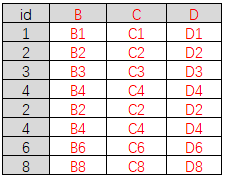 id B C D
1 B1 C1 D1
2 B2 C2 D2
3 B3 C3 D3
4 B4 C4 D4
2 B2 C2 D2
4 B4 C4 D4
6 B6 C6 D6
8 B8 C8 D8